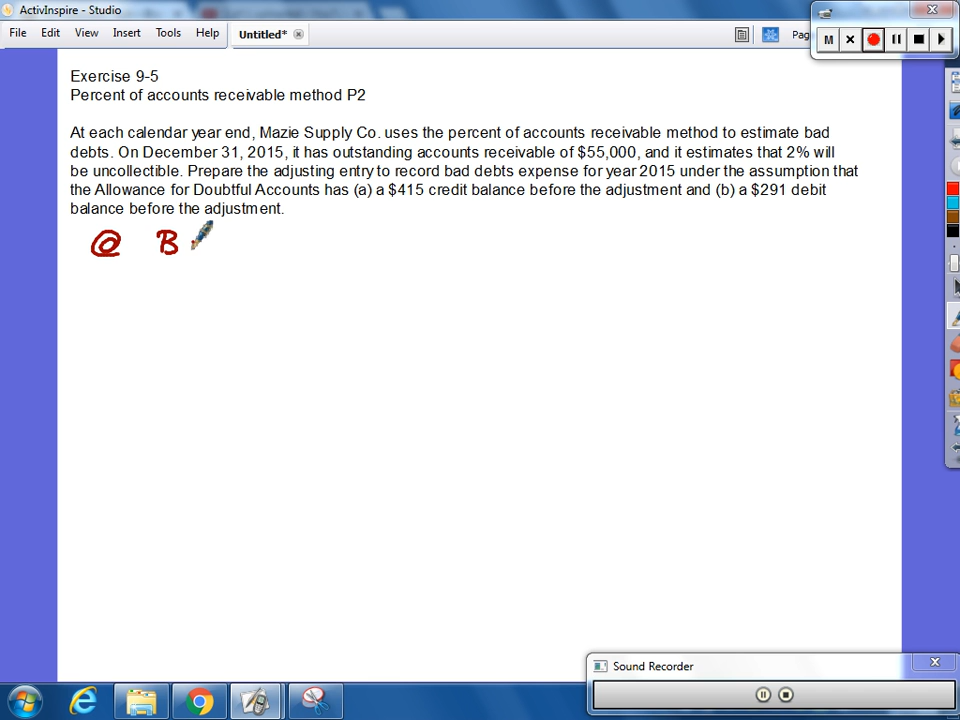 ActivInspire - Studio
File Edit View Insert Tools Help Untitled* Pag
M
Exercise 9-5
Percent of accounts receivable method P2
At each calendar year end, Mazie Supply Co. uses the percent of accounts receivable method to estimate bad
debts. On December 31, 2015, it has outstanding accounts receivable of $55,000, and it estimates that 2% will
be uncollectible. Prepare the adjusting entry to record bad debts expense for year 2015 under the assumption that
the Allowance for Doubtful Accounts has (a) a $415 credit balance before the adjustment and (b) a $291 debit
balance before the adjustment.
@ B
Sound Recorder